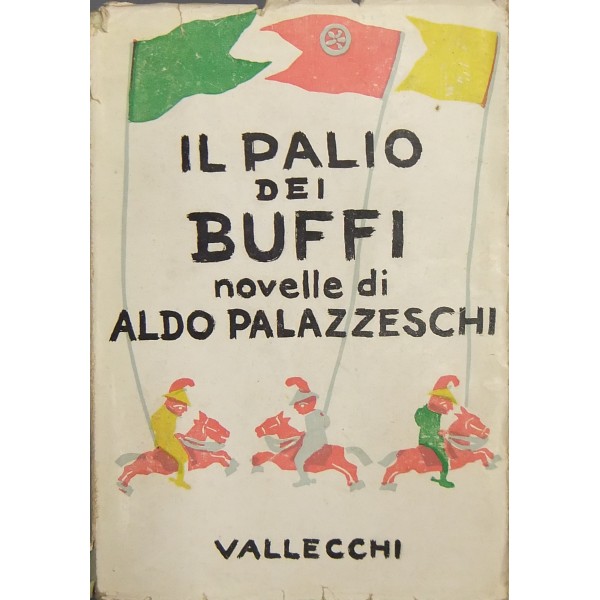 IL PALIO
DEI
BUFFI
novelle di
ALDO PALAZZESCHI
VALLECCHI